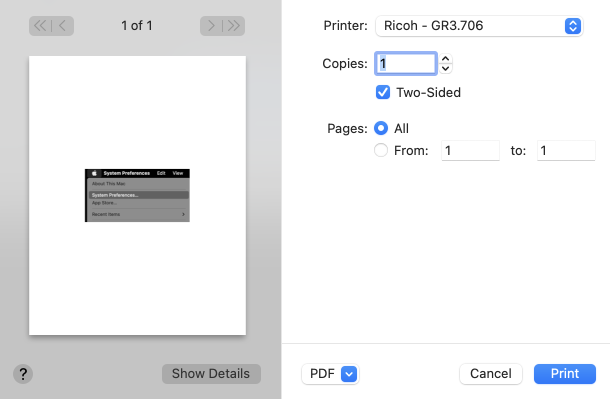 1 of 1
System Preferences Edit View
About This Mac
System Preferences...
App Store...
Recent Items
?
Show Details
Printer: Ricoh - GR3.706
Copies: 1
Two-Sided
Pages: All
From: 1 to: 1
PDF
Cancel
Print